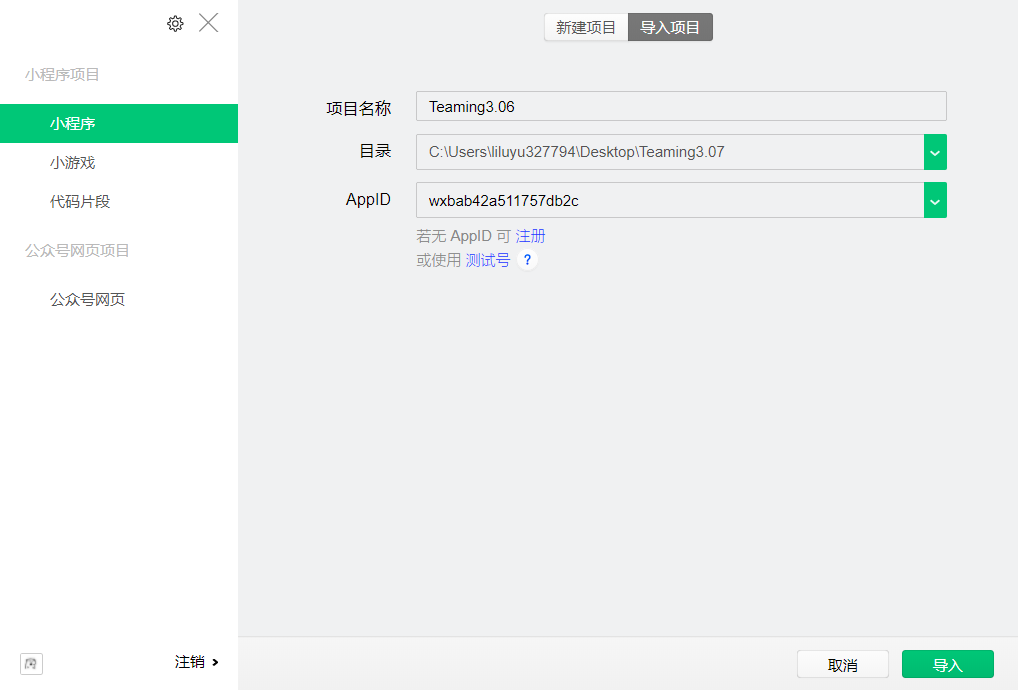 小程序项目
小程序
小游戏
代码片段
公众号网页项目
公众号网页
注销
新建项目 导入项目
项目名称 Teaming3.06
目录 C:\Users\liluyu327794\Desktop\Teaming3.07
AppID wxbab42a511757db2c
若无 AppID 可 注册
或使用 测试号 ?
取消 导入